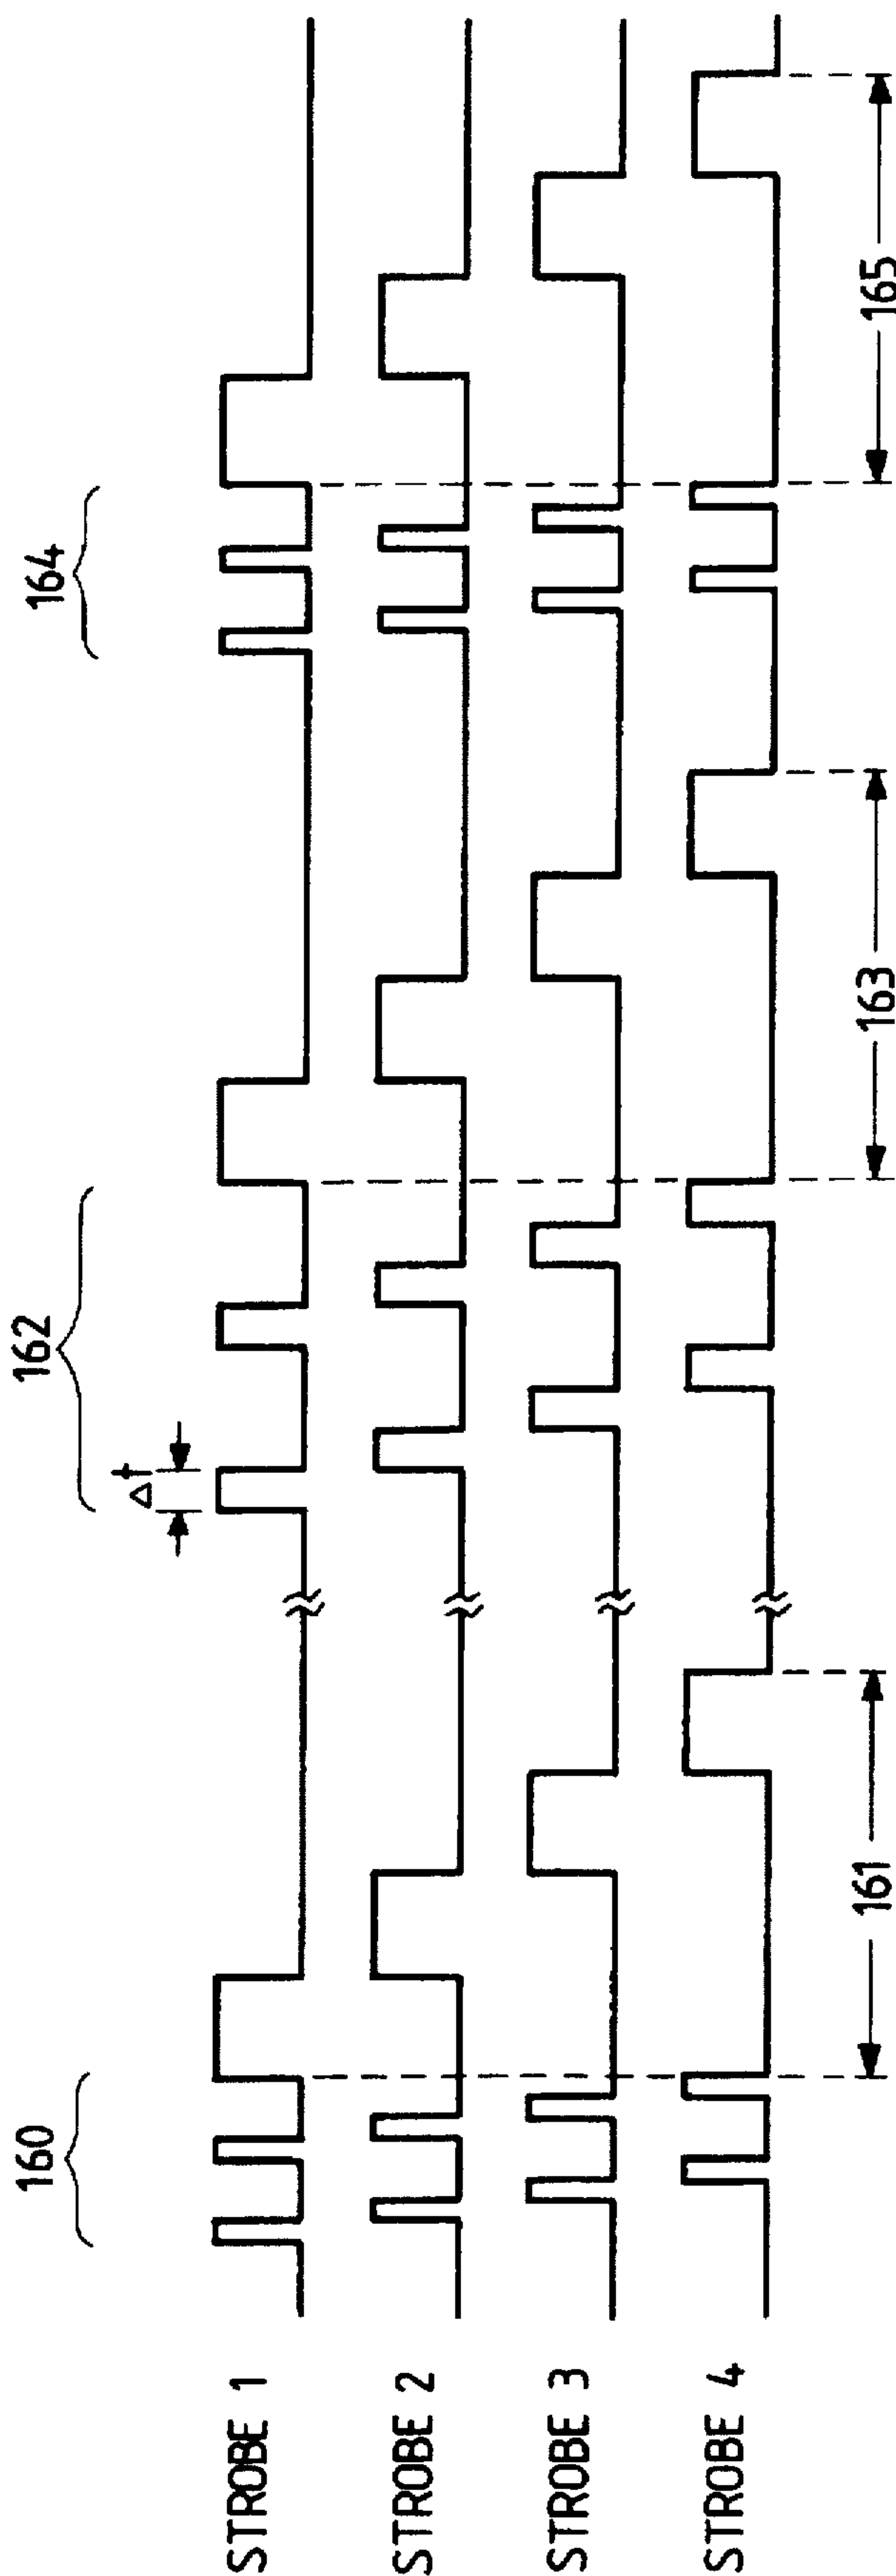 160
162
164
Δt
STROBE 1
STROBE 2
STROBE 3
STROBE 4
161
163
165